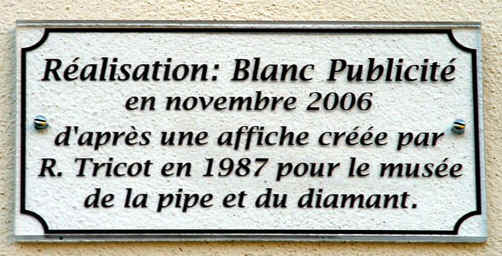 Réalisation: Blanc Publicité
en novembre 2006
d'après une affiche créée par
R. Tricot en 1987 pour le musée
de la pipe et du diamant.